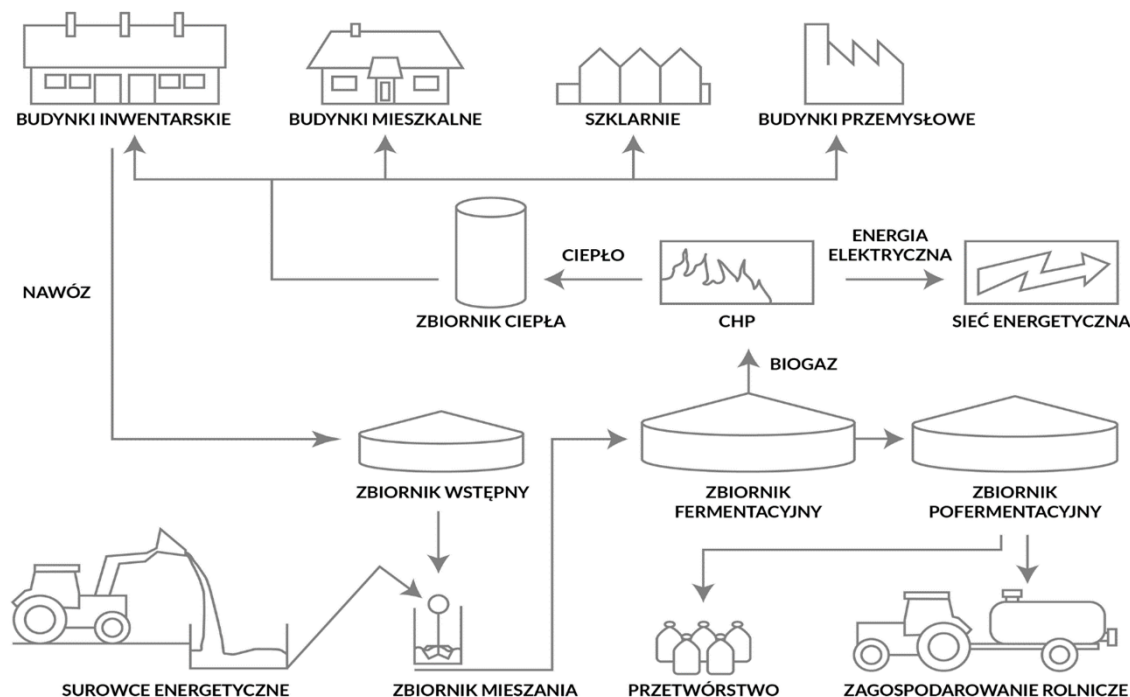 BUDYNKI INWENTARSKIE
BUDYNKI MIESZKALNE
SZKLARNIE
BUDYNKI PRZEMYSŁOWE
NAWÓZ
CIEPŁO
ENERGIA
ELEKTRYCZNA
ZBIORNIK CIEPŁA
CHP
SIEĆ ENERGETYCZNA
BIOGAZ
ZBIORNIK WSTĘPNY
ZBIORNIK
FERMENTACYJNY
ZBIORNIK
POFERMENTACYJNY
SUROWCE ENERGETYCZNE
ZBIORNIK MIESZANIA
PRZETWÓRSTWO
ZAGOSPODAROWANIE ROLNICZE